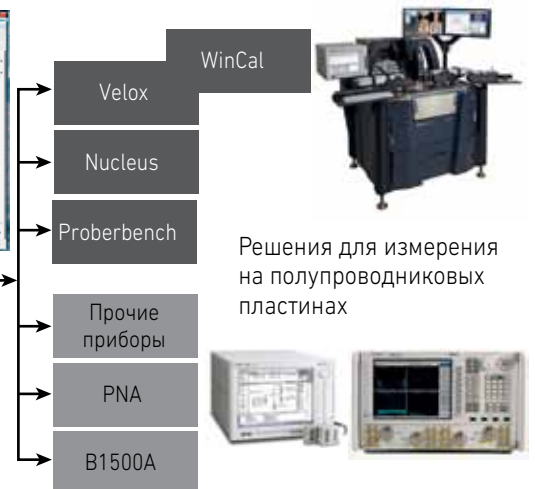 WinCal
Velox
Nucleus
Proberbench
Решения для измерения
на полупроводниковых
пластинах
Прочие
приборы
PNA
B1500A